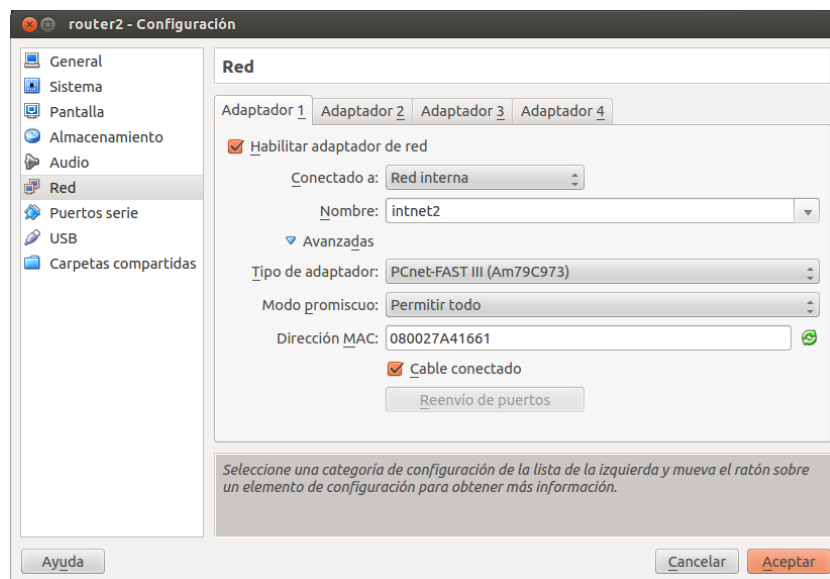 router2 - Configuración
General
Sistema
Pantalla
Almacenamiento
Audio
Red
Puertos serie
USB
Carpetas compartidas
Red
Adaptador 1 Adaptador 2 Adaptador 3 Adaptador 4
Habilitar adaptador de red
Conectado a: Red interna
Nombre: intnet2
Avanzadas
Tipo de adaptador: PCnet-FAST III (Am79C973)
Modo promiscuo: Permitir todo
Dirección MAC: 080027A41661
Cable conectado
Reenvío de puertos
Seleccione una categoría de configuración de la lista de la izquierda y mueva el ratón sobre
un elemento de configuración para obtener más información.
Ayuda Cancelar Aceptar